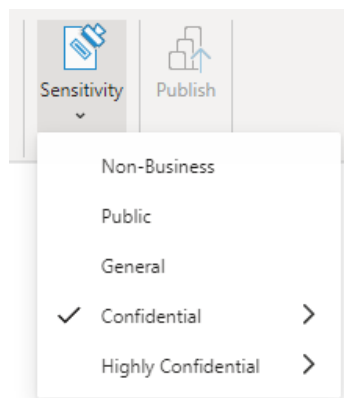 Sensitivity
Publish
Non-Business
Public
General
Confidential
Highly Confidential